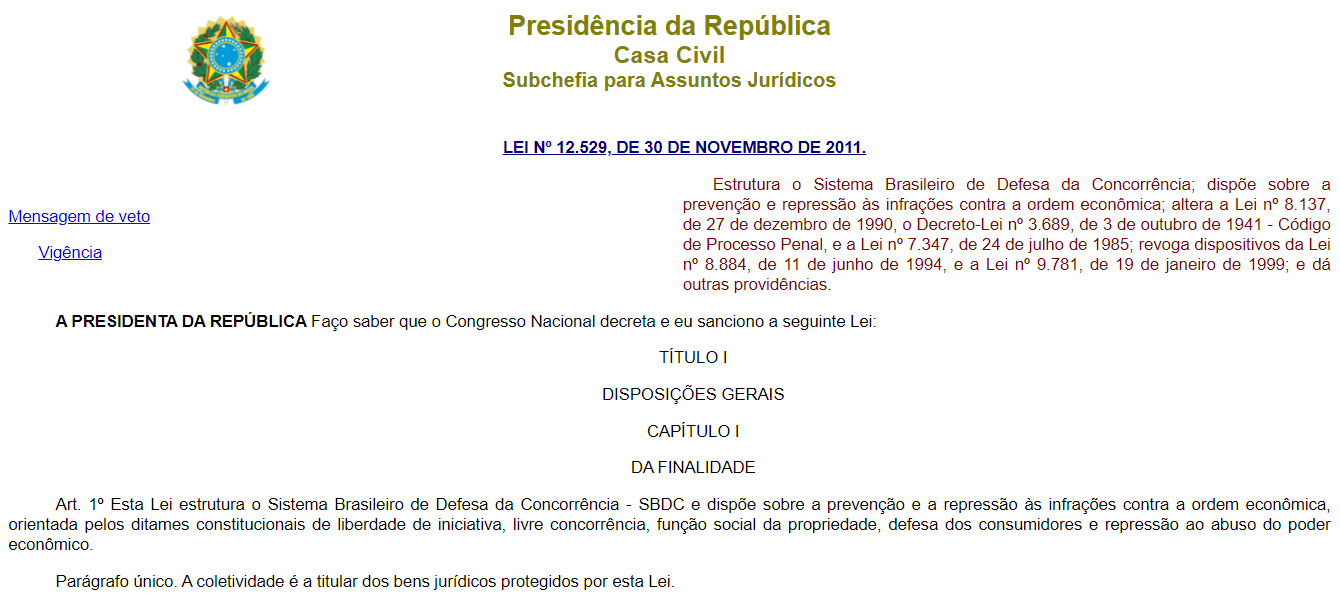 Presidência da República
Casa Civil
Subchefia para Assuntos Jurídicos
LEI Nº 12.529, DE 30 DE NOVEMBRO DE 2011.
Mensagem de veto
Vigência
Estrutura o Sistema Brasileiro de Defesa da Concorrência; dispõe sobre a
prevenção e repressão às infrações contra a ordem econômica; altera a Lei nº 8.137,
de 27 de dezembro de 1990, o Decreto-Lei nº 3.689, de 3 de outubro de 1941 - Código
de Processo Penal, e a Lei nº 7.347, de 24 de julho de 1985; revoga dispositivos da Lei
nº 8.884, de 11 de junho de 1994, e a Lei nº 9.781, de 19 de janeiro de 1999; e dá
outras providências.
A PRESIDENTA DA REPÚBLICA Faço saber que o Congresso Nacional decreta e eu sanciono a seguinte Lei:
TÍTULO I
DISPOSIÇÕES GERAIS
CAPÍTULO I
DA FINALIDADE
Art. 1º Esta Lei estrutura o Sistema Brasileiro de Defesa da Concorrência - SBDC e dispõe sobre a prevenção e a repressão às infrações contra a ordem econômica,
orientada pelos ditames constitucionais de liberdade de iniciativa, livre concorrência, função social da propriedade, defesa dos consumidores e repressão ao abuso do poder
econômico.
Parágrafo único. A coletividade é a titular dos bens jurídicos protegidos por esta Lei.